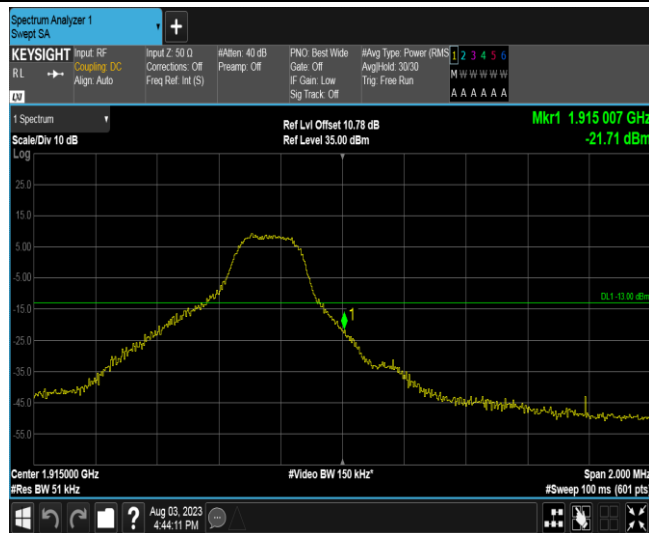 Spectrum Analyzer 1
Swept SA
+
KEYSIGHT
RL
LXI
Input: RF
Coupling: DC
Align: Auto
Input Z: 50 Ω
Corrections: Off
Freq Ref: Int (S)
#Atten: 40 dB
Preamp: Off
PNO: Best Wide
Gate: Off
IF Gain: Low
Sig Track: Off
#Avg Type: Power (RMS
Avg|Hold: 30/30
Trig: Free Run
1 2 3 4 5 6
M W W W W W
A A A A A A
1 Spectrum
Scale/Div 10 dB
Log
Ref Lvl Offset 10.78 dB
Ref Level 35.00 dBm
Mkr1 1.915 007 GHz
-21.71 dBm
25.0
15.0
5.00
-5.00
-15.0
-25.0
-35.0
-45.0
-55.0
DL1 -13.00 dBm
1
Center 1.915000 GHz
#Res BW 51 kHz
#Video BW 150 kHz*
Span 2.000 MHz
#Sweep 100 ms (601 pts)
?
Aug 03, 2023
4:44:11 PM